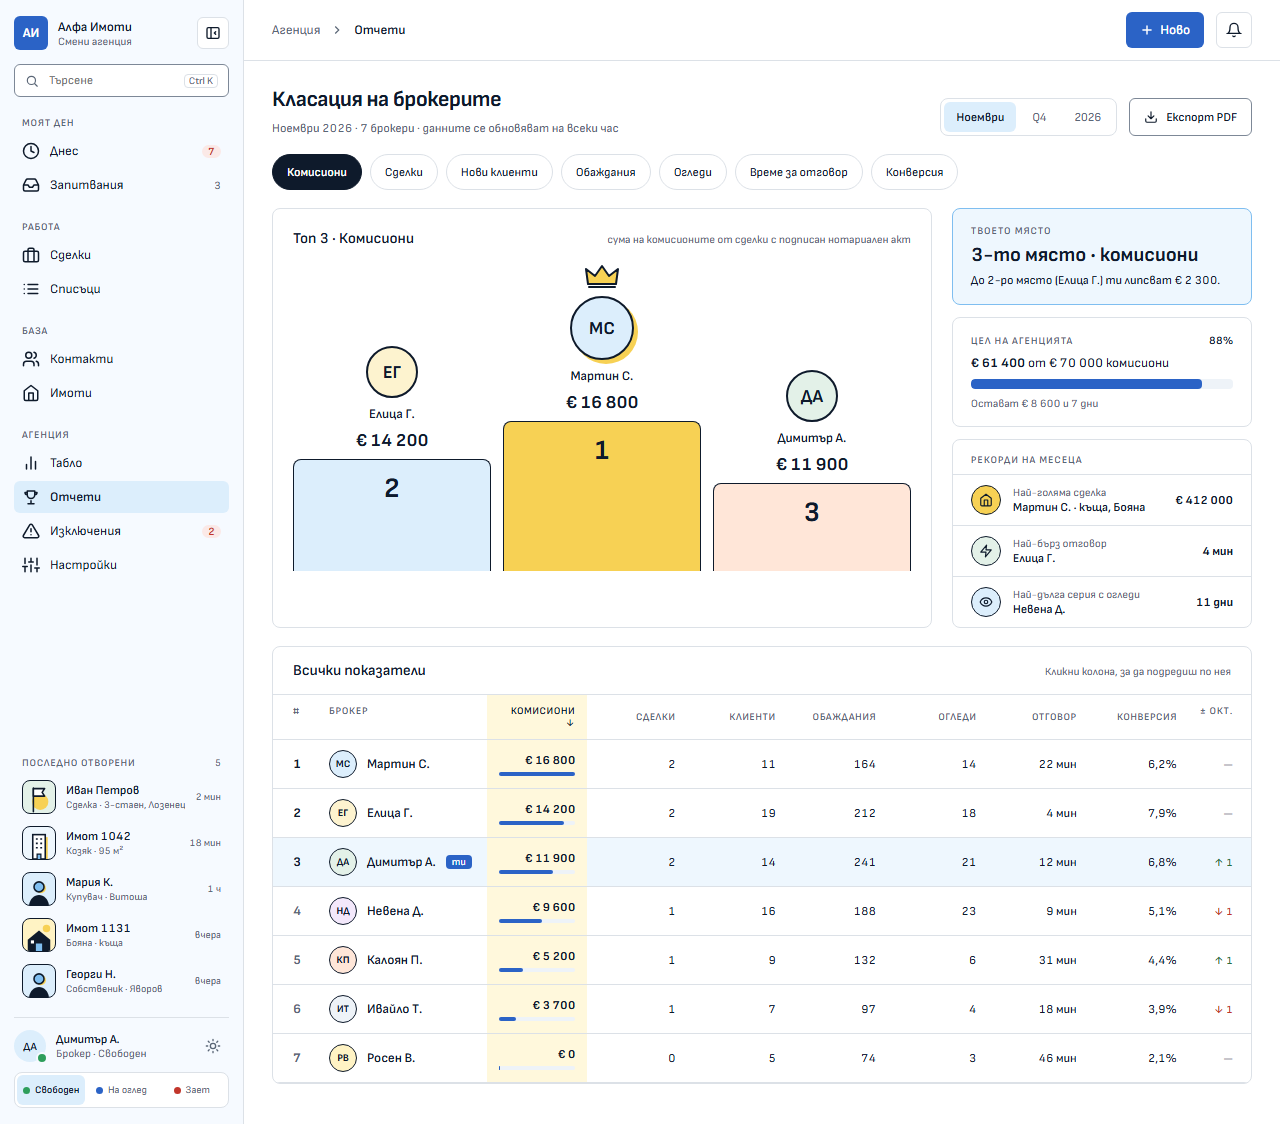 АИ
Алфа Имоти
Смени агенция
Търсене
Ctrl K
МОЯТ ДЕН
Днес
7
Запитвания
3
РАБОТА
Сделки
Списъци
БАЗА
Контакти
Имоти
АГЕНЦИЯ
Табло
Отчети
Изключения
2
Настройки
ПОСЛЕДНО ОТВОРЕНИ
5
Иван Петров
Сделка · 3-стаен, Лозенец
2 мин
Имот 1042
Козяк · 95 м²
18 мин
Мария К.
Купувач · Витоша
1 ч
Имот 1131
Бояна · къща
вчера
Георги Н.
Собственик · Яворов
вчера
ДА
Димитър А.
Брокер · Свободен
Свободен
На оглед
Зает
Агенция
Отчети
+ Ново
Класация на брокерите
Ноември 2026 · 7 брокери · данните се обновяват на всеки час
Ноември
Q4
2026
Експорт PDF
Комисиони
Сделки
Нови клиенти
Обаждания
Огледи
Време за отговор
Конверсия
Топ 3 · Комисиони
сума на комисионите от сделки с подписан нотариален акт
МС
Мартин С.
€ 16 800
1
ЕГ
Елица Г.
€ 14 200
2
ДА
Димитър А.
€ 11 900
3
ТВОЕТО МЯСТО
3-то място · комисиони
До 2-ро място (Елица Г.) ти липсват € 2 300.
ЦЕЛ НА АГЕНЦИЯТА
88%
€ 61 400 от € 70 000 комисиони
Остават € 8 600 и 7 дни
РЕКОРДИ НА МЕСЕЦА
Най-голяма сделка
Мартин С. · къща, Бояна
€ 412 000
Най-бърз отговор
Елица Г.
4 мин
Най-дълга серия с огледи
Невена Д.
11 дни
Всички показатели
Кликни колона, за да подредиш по нея
# БРОКЕР КОМИСИОНИ ↓ СДЕЛКИ КЛИЕНТИ ОБАЖДАНИЯ ОГЛЕДИ ОТГОВОР КОНВЕРСИЯ ± ОКТ.
1 МС Мартин С. € 16 800 2 11 164 14 22 мин 6,2% —
2 ЕГ Елица Г. € 14 200 2 19 212 18 4 мин 7,9% —
3 ДА Димитър А. ти € 11 900 2 14 241 21 12 мин 6,8% ↑ 1
4 НД Невена Д. € 9 600 1 16 188 23 9 мин 5,1% ↓ 1
5 КП Калоян П. € 5 200 1 9 132 6 31 мин 4,4% ↑ 1
6 ИТ Ивайло Т. € 3 700 1 7 97 4 18 мин 3,9% ↓ 1
7 РВ Росен В. € 0 0 5 74 3 46 мин 2,1% —